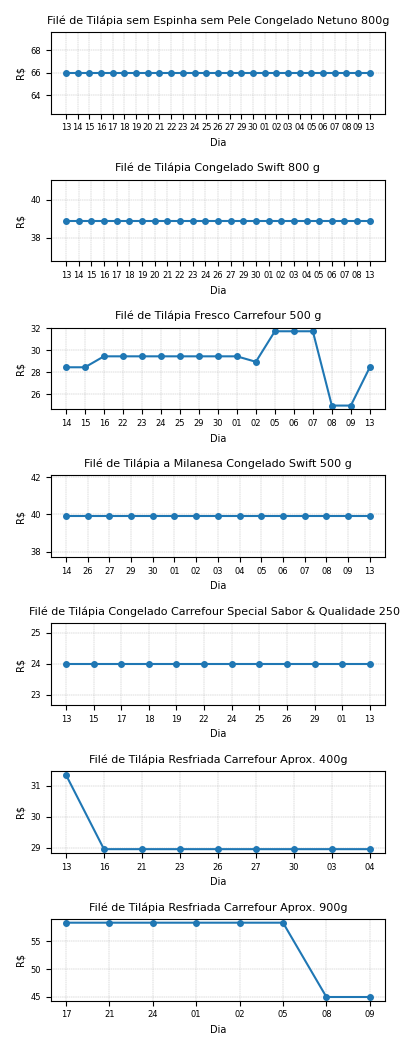 Filé de Tilápia sem Espinha sem Pele Congelado Netuno 800g
68
66
64
R$
13 14 15 16 17 18 19 20 21 22 23 24 25 26 27 29 30 01 02 03 04 05 06 07 08 09 13
Dia
Filé de Tilápia Congelado Swift 800 g
40
38
R$
13 14 15 16 17 18 19 20 21 22 23 24 26 27 29 30 01 02 03 04 05 06 07 08 13
Dia
Filé de Tilápia Fresco Carrefour 500 g
32
30
28
26
R$
14 15 16 22 23 24 25 29 30 01 02 05 06 07 08 09 13
Dia
Filé de Tilápia a Milanesa Congelado Swift 500 g
42
40
38
R$
14 26 27 29 30 01 02 03 04 05 06 07 08 09 13
Dia
Filé de Tilápia Congelado Carrefour Special Sabor & Qualidade 250
25
24
23
R$
13 15 17 18 19 22 24 25 26 29 01 13
Dia
Filé de Tilápia Resfriada Carrefour Aprox. 400g
31
30
29
R$
13 16 21 23 26 27 30 03 04
Dia
Filé de Tilápia Resfriada Carrefour Aprox. 900g
55
50
45
R$
17 21 24 01 02 05 08 09
Dia